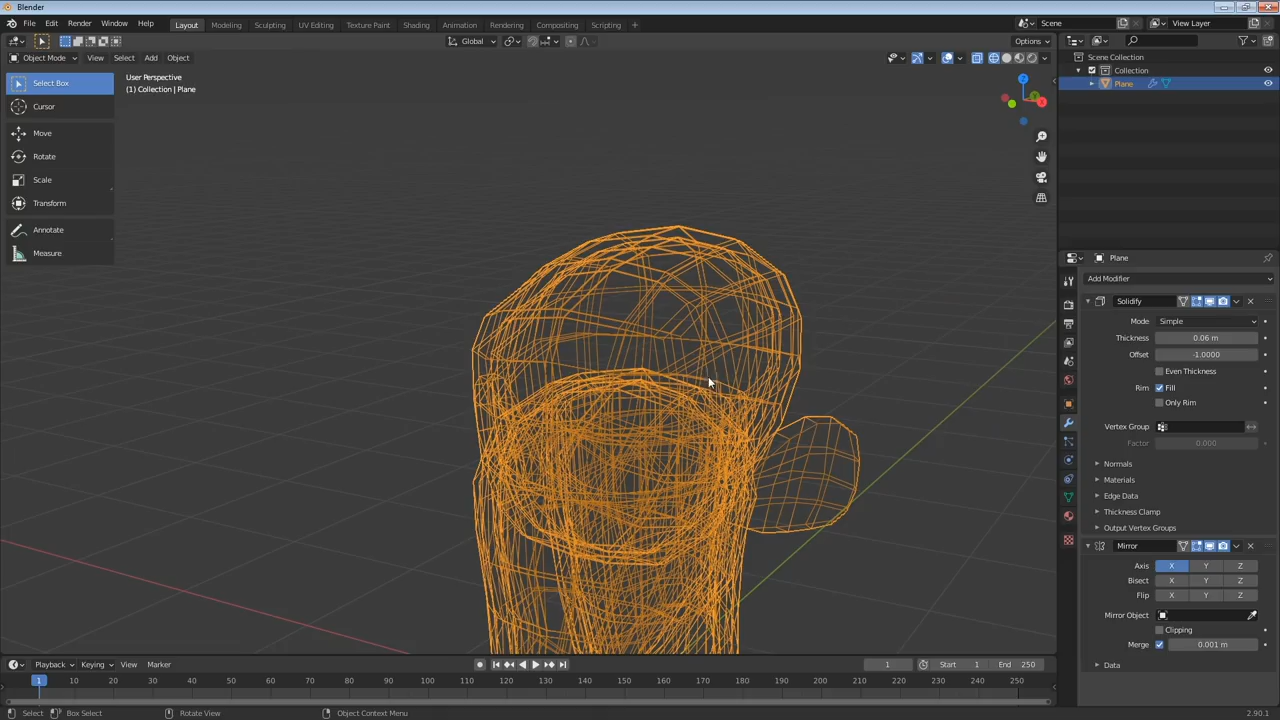 Blender
File Edit Render Window Help
Layout Modeling Sculpting UV Editing Texture Paint Shading Animation Rendering Compositing Scripting +
Scene
View Layer
Global
Options
Object Mode View Select Add Object
User Perspective
(1) Collection | Plane
Select Box
Cursor
Move
Rotate
Scale
Transform
Annotate
Measure
Z
Y
X
Scene Collection
Collection
Plane
Plane
Add Modifier
Solidify
Mode Simple
Thickness 0.06 m
Offset -1.0000
Even Thickness
Rim Fill
Only Rim
Vertex Group
Factor 0.000
Normals
Materials
Edge Data
Thickness Clamp
Output Vertex Groups
Mirror
Axis X Y Z
Bisect X Y Z
Flip X Y Z
Mirror Object
Clipping
Merge 0.001 m
Data
Playback Keying View Marker
1 Start 1 End 250
1 10 20 30 40 50 60 70 80 90 100 110 120 130 140 150 160 170 180 190 200 210 220 230 240 250
Select Box Select Rotate View Object Context Menu 2.90.1